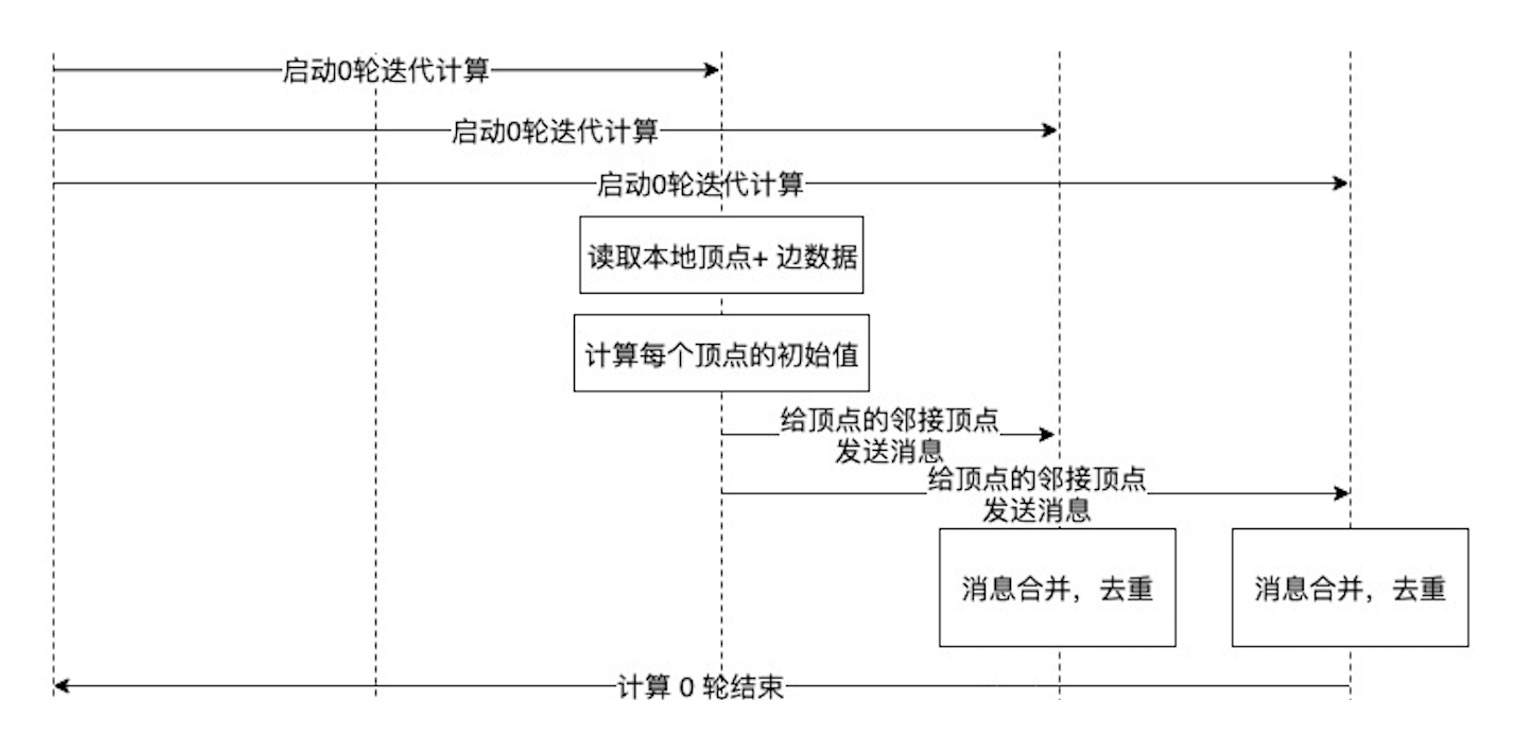 启动0轮迭代计算
启动0轮迭代计算
启动0轮迭代计算
读取本地顶点+ 边数据
计算每个顶点的初始值
给顶点的邻接顶点
发送消息
给顶点的邻接顶点
发送消息
消息合并，去重
消息合并，去重
计算 0 轮结束